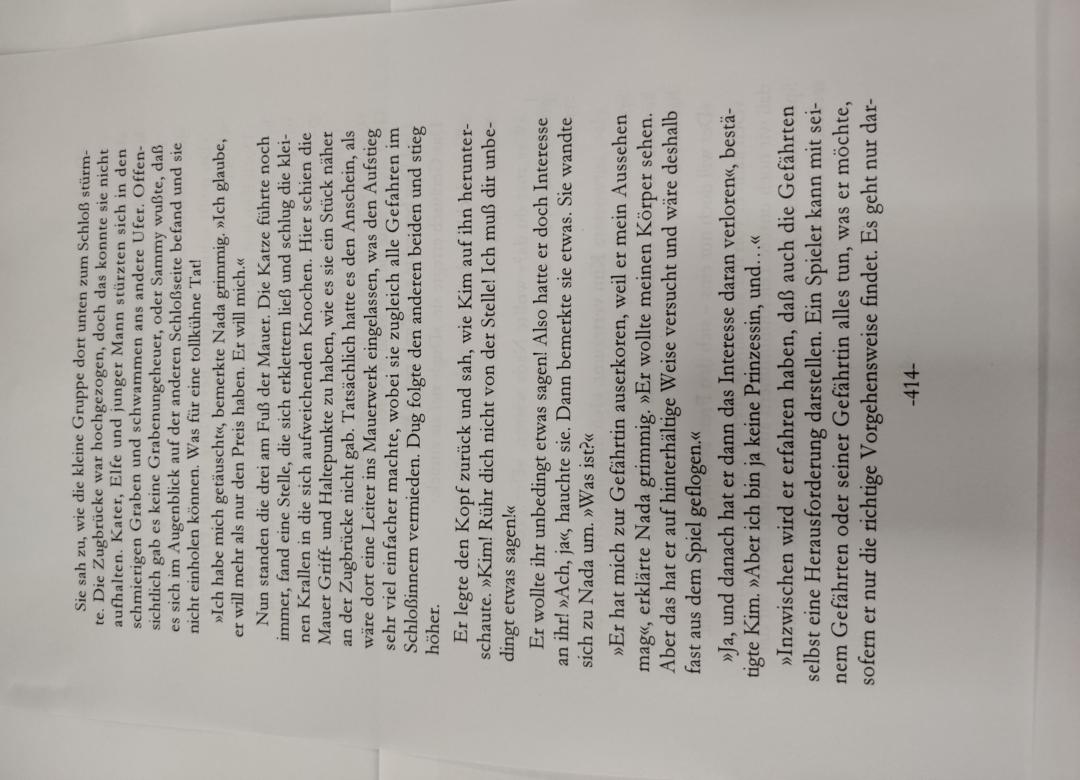 Sie sah zu, wie die kleine Gruppe dort unten zum Schloß stürm-
te. Die Zugbrücke war hochgezogen, doch das konnte sie nicht
aufhalten. Kater, Elfe und junger Mann stürzten sich in den
schmierigen Graben und schwammen ans andere Ufer. Offen-
sichtlich gab es keine Grabenungeheuer, oder Sammy wußte, daß
es sich im Augenblick auf der anderen Schloßseite befand und sie
nicht einholen können. Was für eine tollkühne Tat!
»Ich habe mich getäuscht«, bemerkte Nada grimmig. »Ich glaube,
er will mehr als nur den Preis haben. Er will mich.«
Nun standen die drei am Fuß der Mauer. Die Katze führte noch
immer, fand eine Stelle, die sich erklettern ließ und schlug die klei-
nen Krallen in die sich aufweichenden Knochen. Hier schien die
Mauer Griff- und Haltepunkte zu haben, wie es sie ein Stück näher
an der Zugbrücke nicht gab. Tatsächlich hatte es den Anschein, als
wäre dort eine Leiter ins Mauerwerk eingelassen, was den Aufstieg
sehr viel einfacher machte, wobei sie zugleich alle Gefahren im
Schloßinnern vermieden. Dug folgte den anderen beiden und stieg
höher.
Er legte den Kopf zurück und sah, wie Kim auf ihn herunter-
schaute. »Kim! Rühr dich nicht von der Stelle! Ich muß dir unbe-
dingt etwas sagen!«
Er wollte ihr unbedingt etwas sagen! Also hatte er doch Interesse
an ihr! »Ach, ja«, hauchte sie. Dann bemerkte sie etwas. Sie wandte
sich zu Nada um. »Was ist?«
»Er hat mich zur Gefährtin auserkoren, weil er mein Aussehen
mag«, erklärte Nada grimmig. »Er wollte meinen Körper sehen.
Aber das hat er auf hinterhältige Weise versucht und wäre deshalb
fast aus dem Spiel geflogen.«
»Ja, und danach hat er dann das Interesse daran verloren«, bestä-
tigte Kim. »Aber ich bin ja keine Prinzessin, und...«
»Inzwischen wird er erfahren haben, daß auch die Gefährten
selbst eine Herausforderung darstellen. Ein Spieler kann mit sei-
nem Gefährten oder seiner Gefährtin alles tun, was er möchte,
sofern er nur die richtige Vorgehensweise findet. Es geht nur dar-
-414-